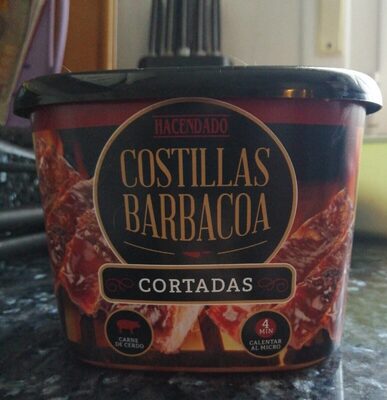 HACENDADO
COSTILLAS
BARBACOA
CORTADAS
CARNE
DE CERDO
4
MIN
CALENTAR
AL MICRO